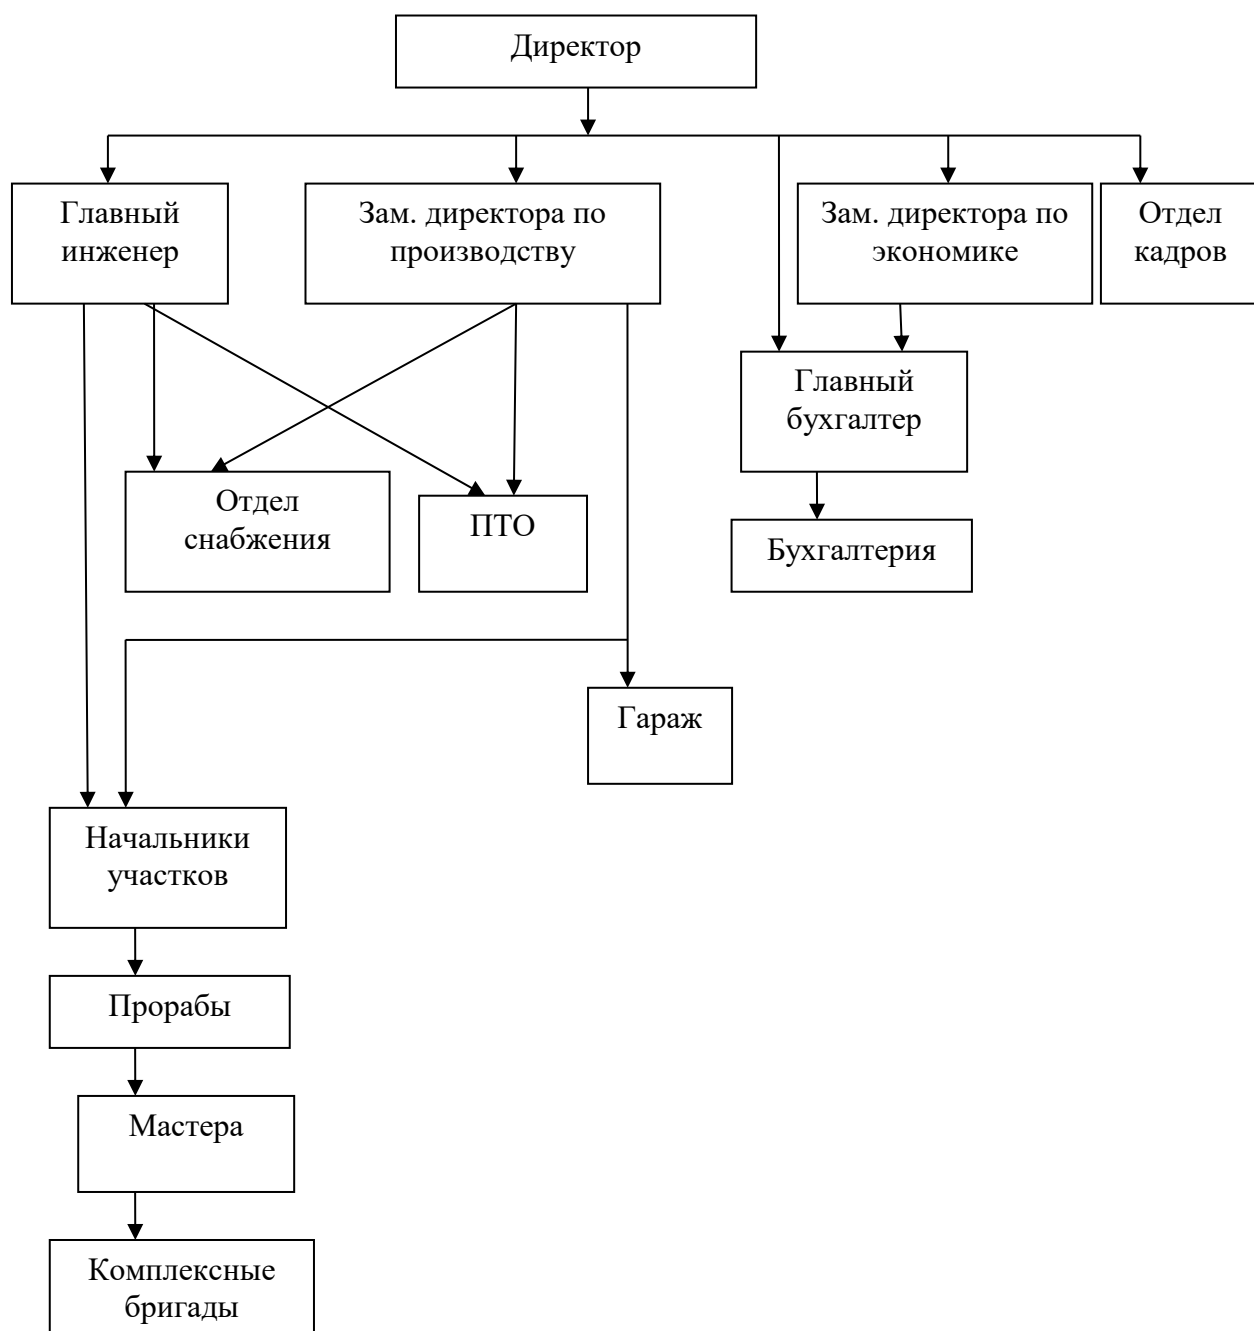 Директор
Главный
инженер
Зам. директора по
производству
Зам. директора по
экономике
Отдел
кадров
Главный
бухгалтер
Отдел
снабжения
ПТО
Бухгалтерия
Гараж
Начальники
участков
Прорабы
Мастера
Комплексные
бригады